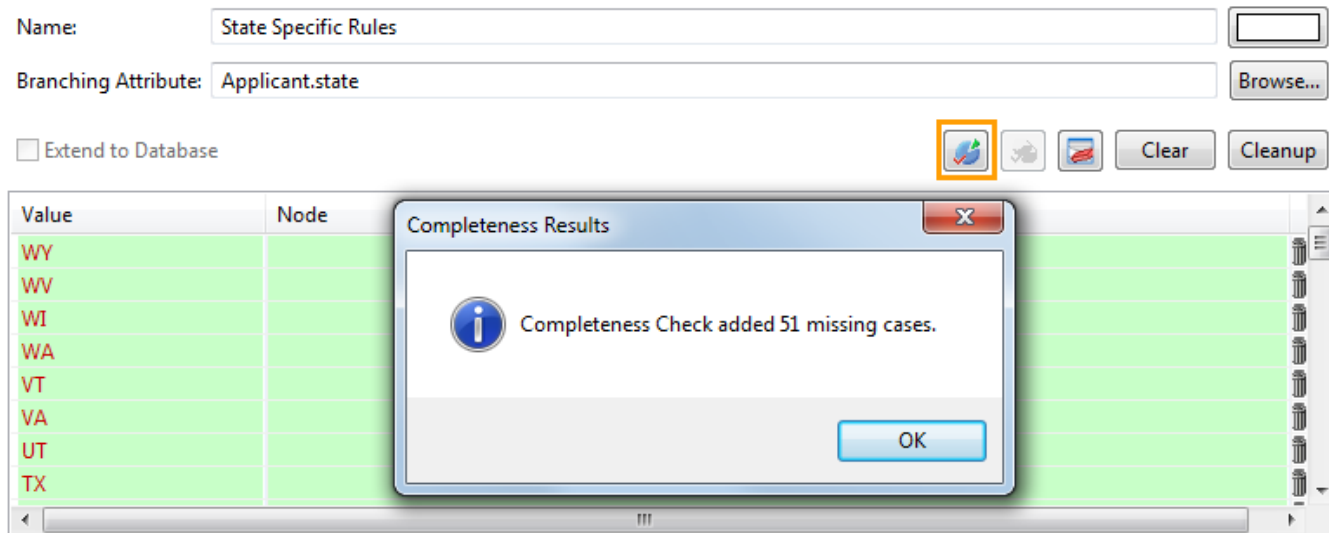 Name: State Specific Rules
Branching Attribute: Applicant.state Browse...
Extend to Database Clear Cleanup
Value Node
Completeness Results
WY
WV
WI
Completeness Check added 51 missing cases.
WA
VT
VA
UT
OK
TX